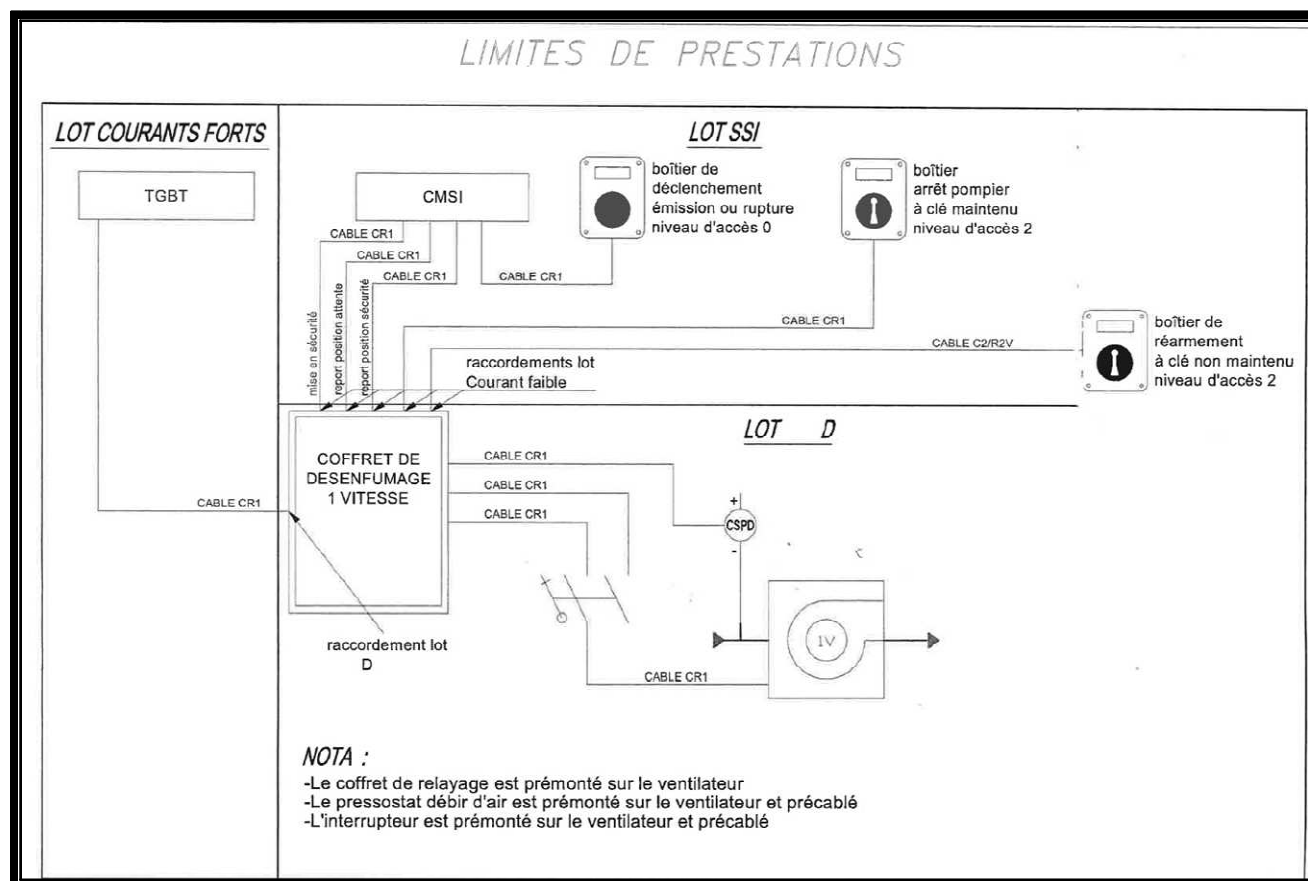 LIMITES DE PRESTATIONS
LOT COURANTS FORTS
TGBT
CABLE CR1
LOT SSI
CMSI
CABLE CR1
CABLE CR1
CABLE CR1
CABLE CR1
mise en sécurité
report position attente
report position sécurité
boîtier de
déclenchement
émission ou rupture
niveau d'accès 0
boîtier
arrêt pompier
à clé maintenu
niveau d'accès 2
CABLE CR1
CABLE C2/R2V
boîtier de
réarmement
à clé non maintenu
niveau d'accès 2
raccordements lot
Courant faible
LOT D
COFFRET DE
DESENFUMAGE
1 VITESSE
CABLE CR1
CABLE CR1
CABLE CR1
+
CSPD
-
1V
CABLE CR1
raccordement lot
D
NOTA :
-Le coffret de relayage est prémonté sur le ventilateur
-Le pressostat débir d'air est prémonté sur le ventilateur et précablé
-L'interrupteur est prémonté sur le ventilateur et précablé